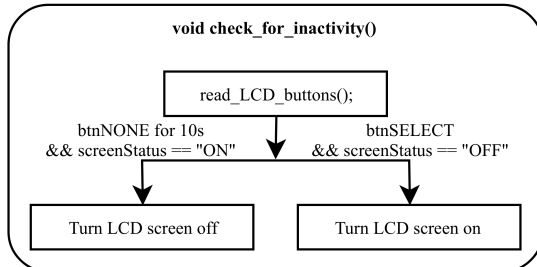 void check_for_inactivity()
read_LCD_buttons();
btnNONE for 10s
&& screenStatus == "ON"
btnSELECT
&& screenStatus == "OFF"
Turn LCD screen off
Turn LCD screen on